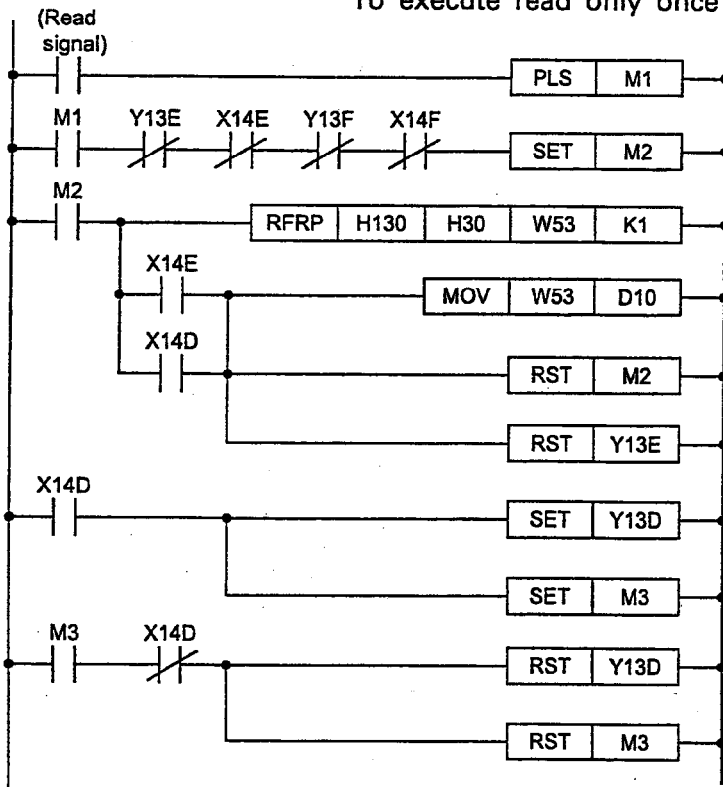 To execute read only once
(Read
signal)
PLS M1
M1 Y13E X14E Y13F X14F
SET M2
M2
RFRP H130 H30 W53 K1
X14E
MOV W53 D10
X14D
RST M2
RST Y13E
X14D
SET Y13D
SET M3
M3 X14D
RST Y13D
RST M3